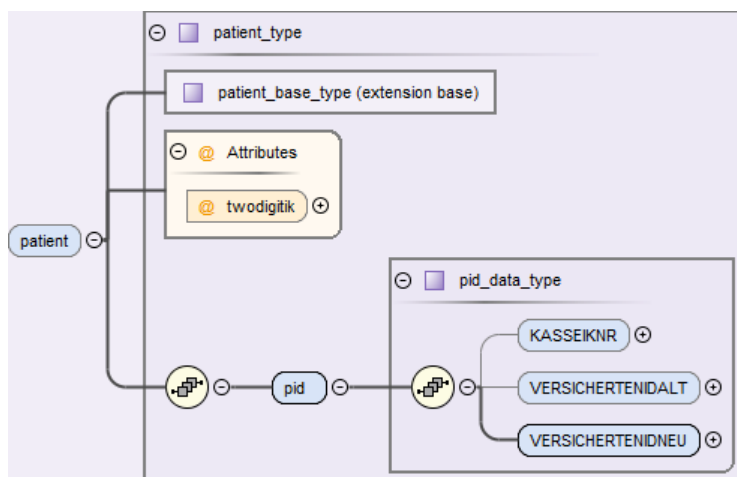 patient_type
patient_base_type (extension base)
@ Attributes
@ twodigitik
patient
pid_data_type
KASSEIKNR
pid
VERSICHERTENIDALT
VERSICHERTENIDNEU